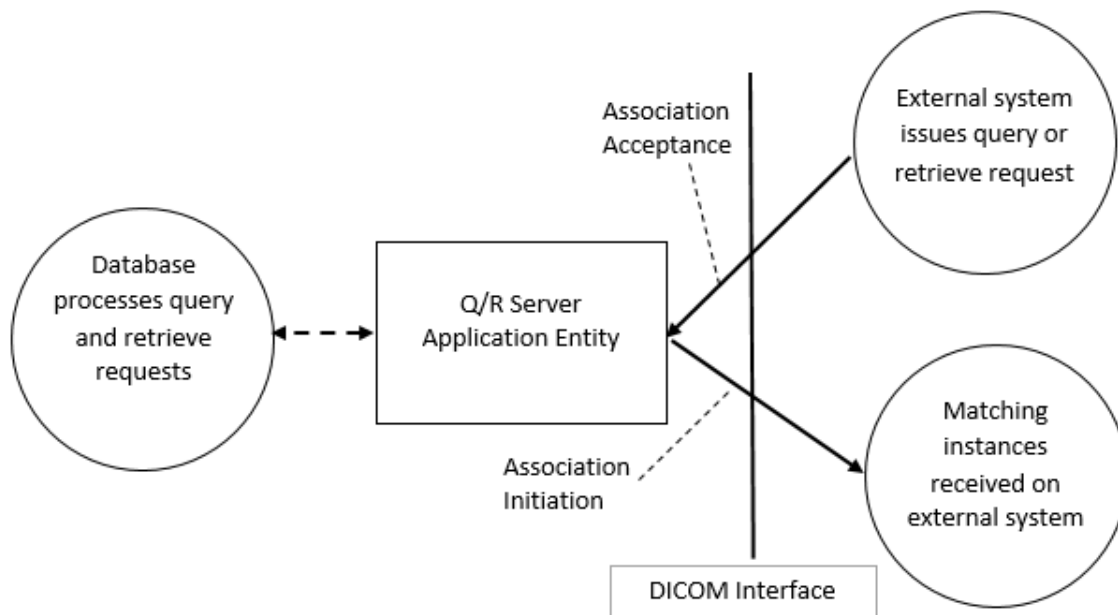 Association
Acceptance
External system
issues query or
retrieve request
Database
processes query
and retrieve
requests
Q/R Server
Application Entity
Association
Initiation
Matching
instances
received on
external system
DICOM Interface